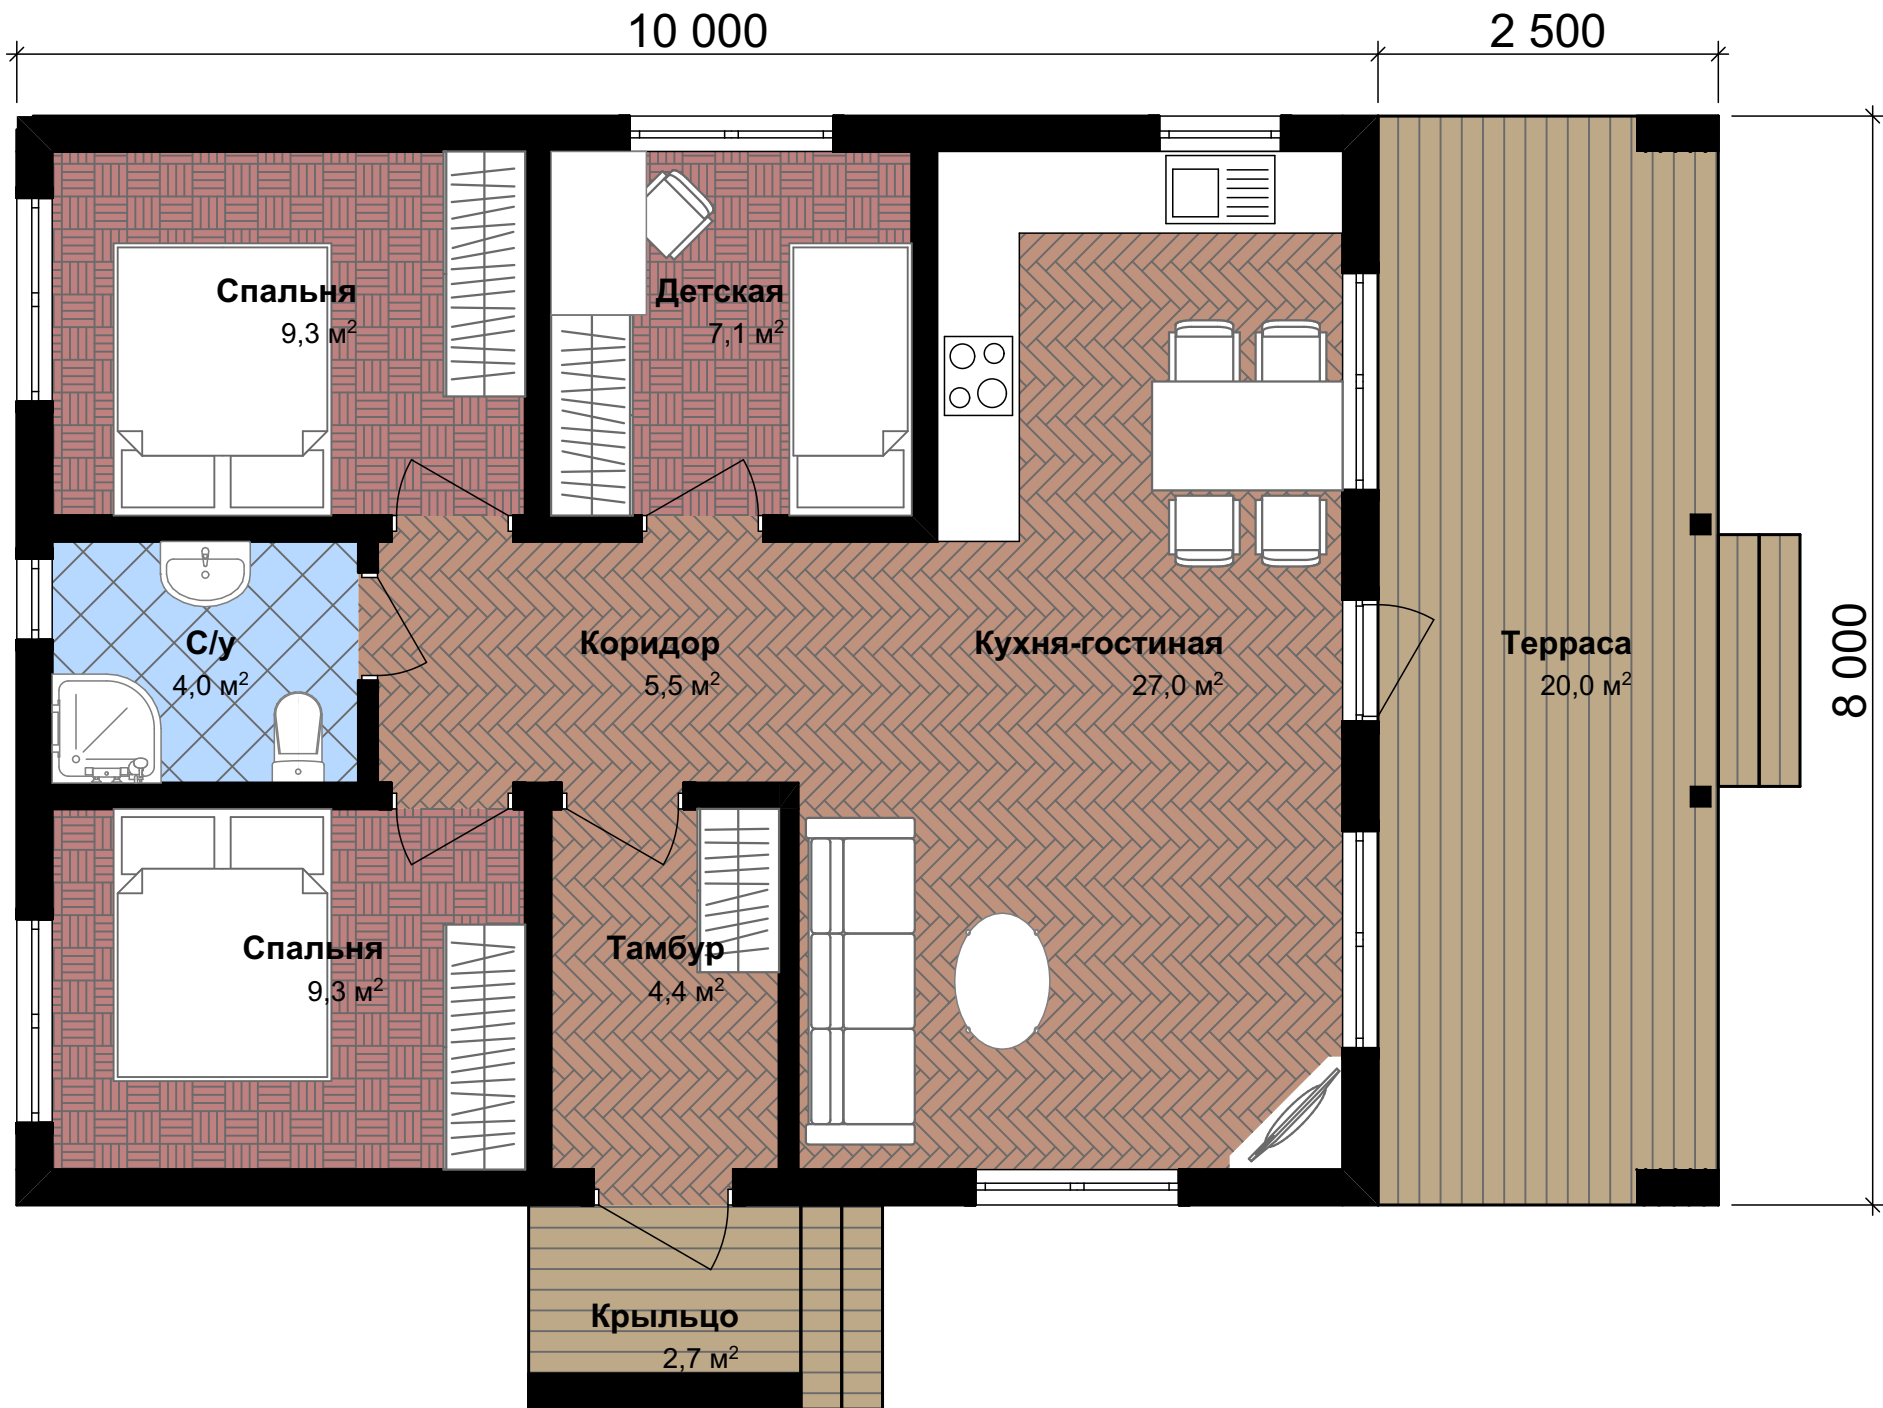 10 000
2 500
Спальня
9,3 м²
Детская
7,1 м²
С/у
4,0 м²
Коридор
5,5 м²
Кухня-гостиная
27,0 м²
Терраса
20,0 м²
8 000
Спальня
9,3 м²
Тамбур
4,4 м²
Крыльцо
2,7 м²